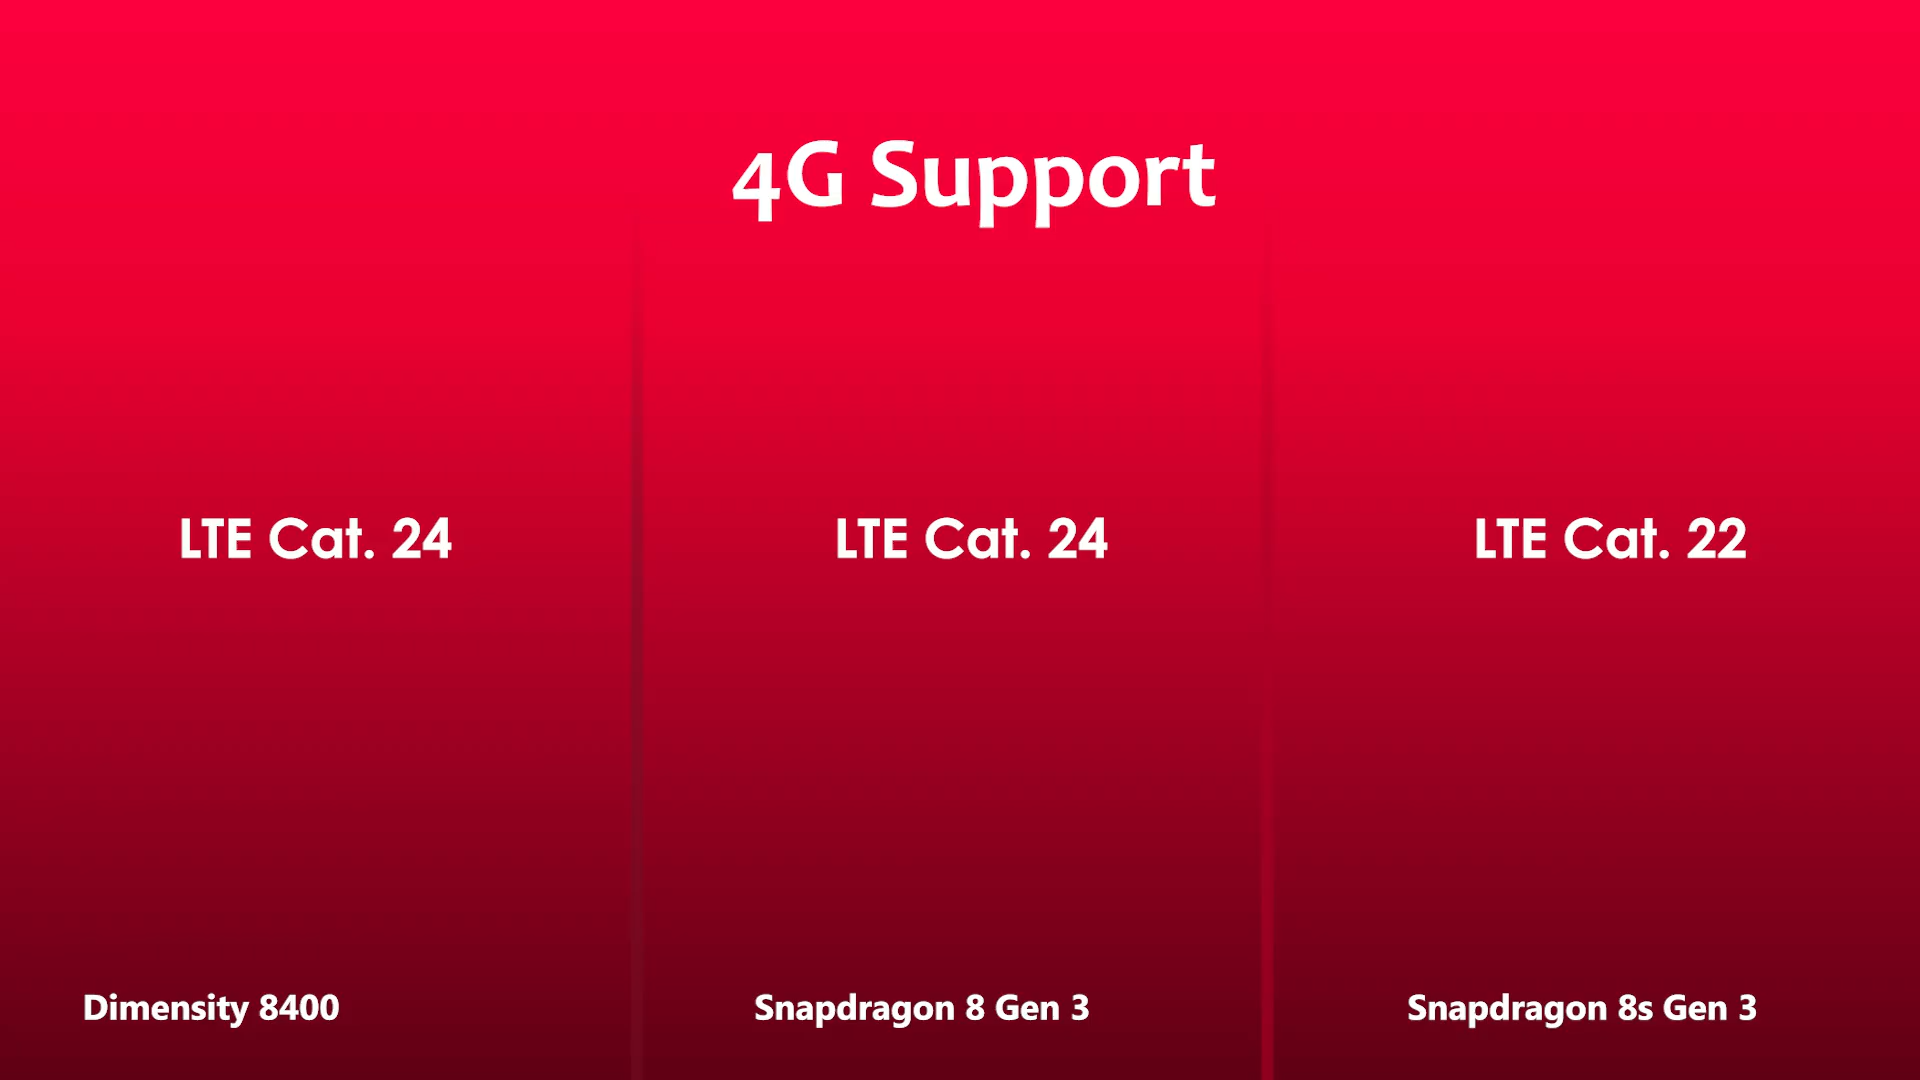 4G Support
LTE Cat. 24
LTE Cat. 24
LTE Cat. 22
Dimensity 8400
Snapdragon 8 Gen 3
Snapdragon 8s Gen 3